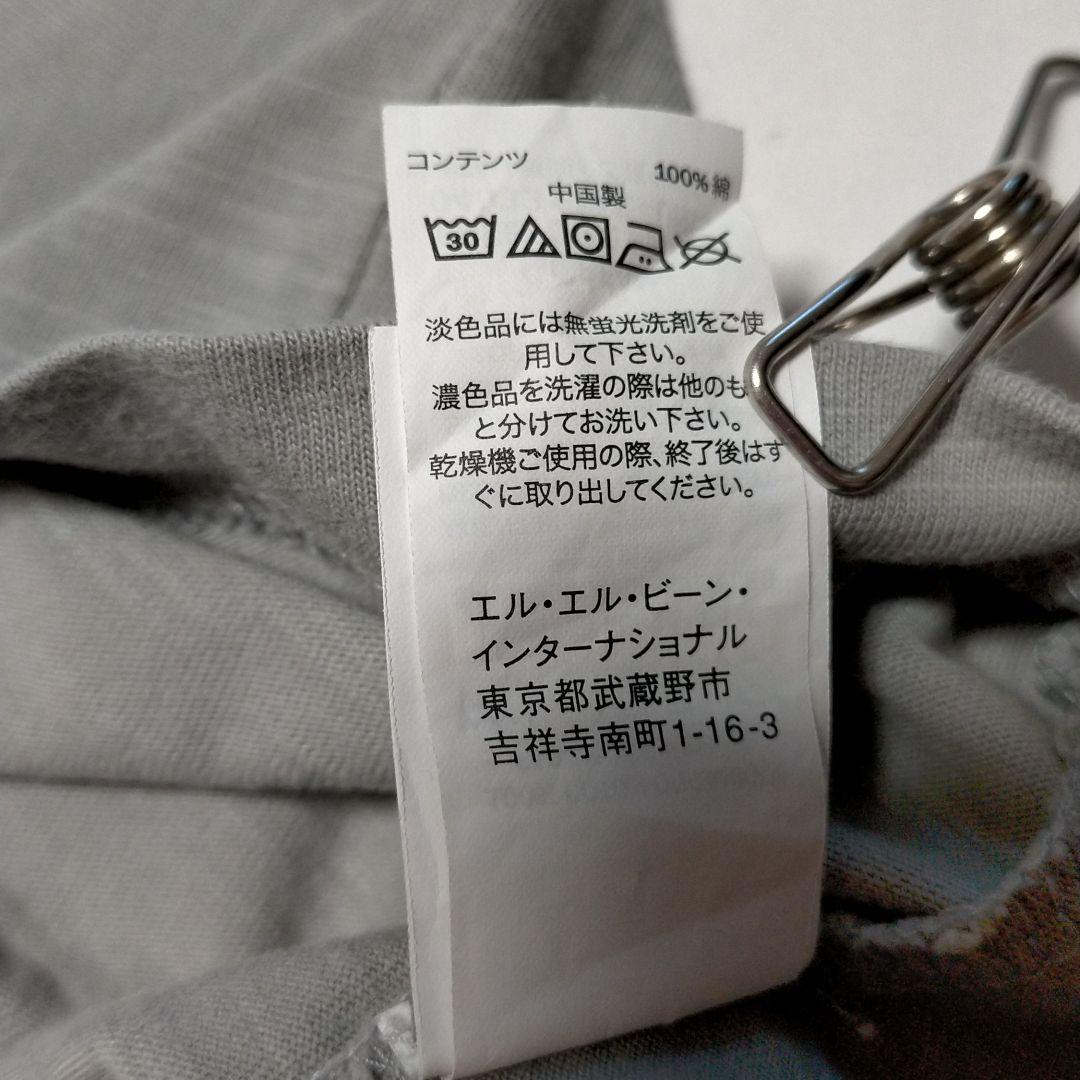 コンテンツ 100% 綿
中国製
30
淡色品には無蛍光洗剤をご使
用して下さい。
濃色品を洗濯の際は他のも
と分けてお洗い下さい。
乾燥機ご使用の際、終了後はす
ぐに取り出してください。
エル・エル・ビーン・
インターナショナル
東京都武蔵野市
吉祥寺南町1-16-3